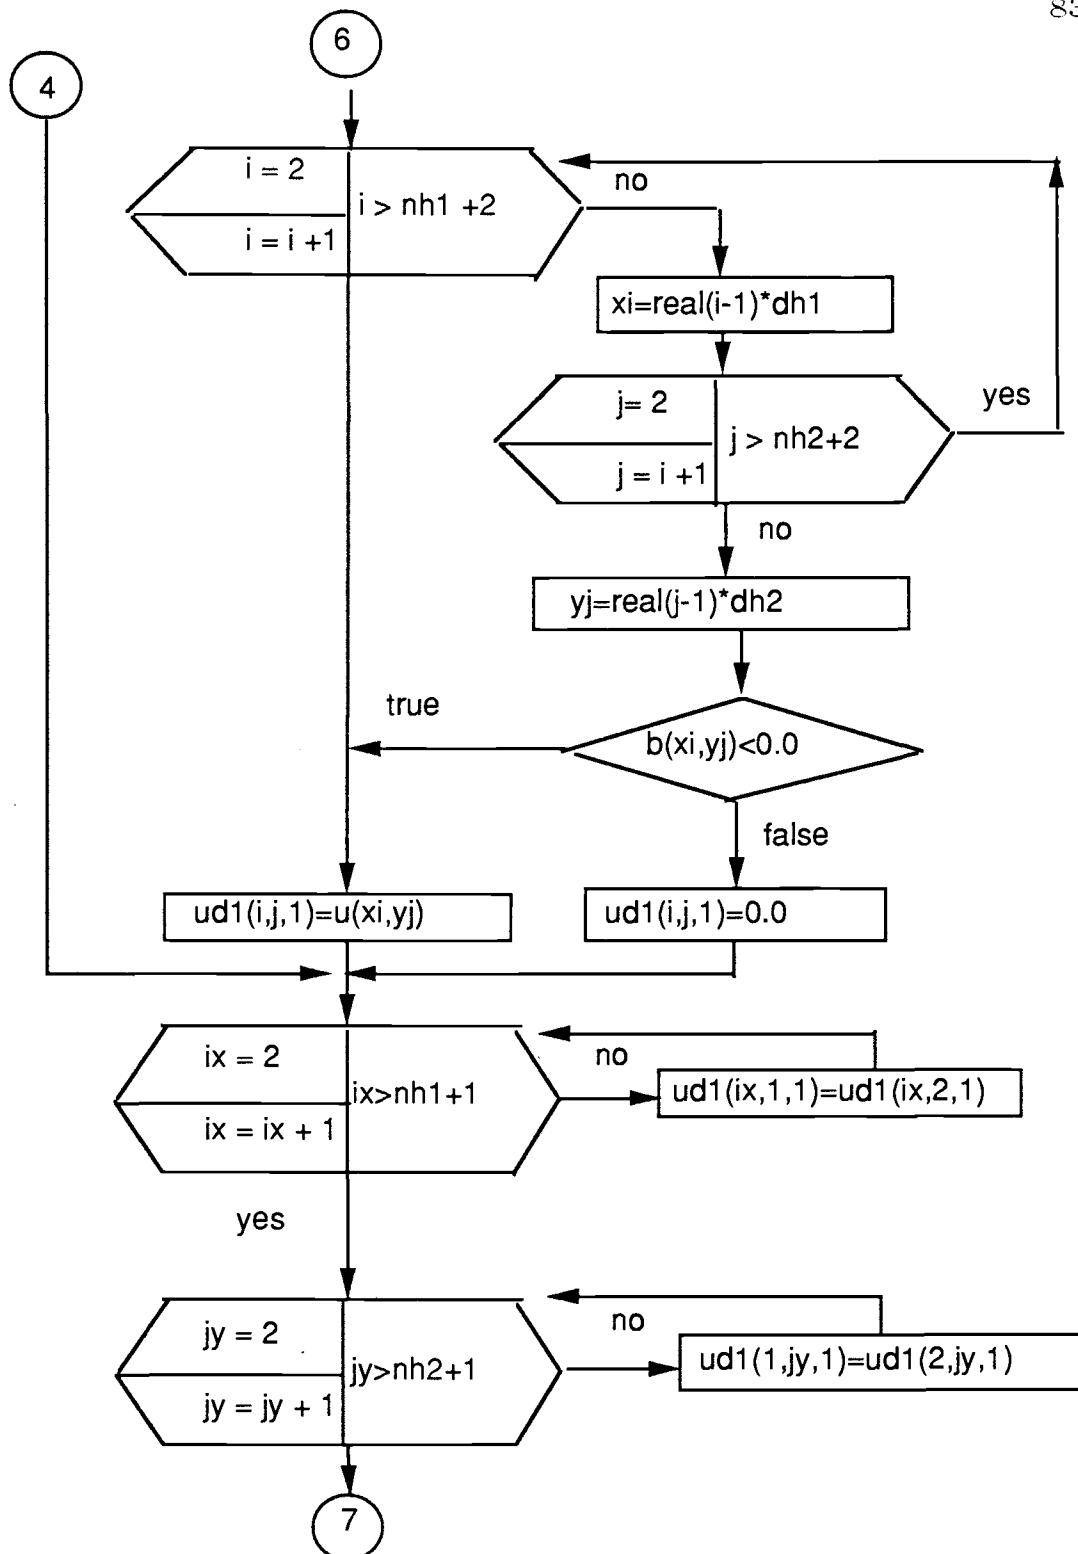 83
6
4
i = 2
i > nh1 +2
i = i +1
no
xi=real(i-1)*dh1
j= 2
j > nh2+2
j = i +1
yes
no
yj=real(j-1)*dh2
true
b(xi,yj)<0.0
false
ud1(i,j,1)=u(xi,yj)
ud1(i,j,1)=0.0
ix = 2
ix>nh1+1
ix = ix + 1
no
ud1(ix,1,1)=ud1(ix,2,1)
yes
jy = 2
jy>nh2+1
jy = jy + 1
no
ud1(1,jy,1)=ud1(2,jy,1)
7